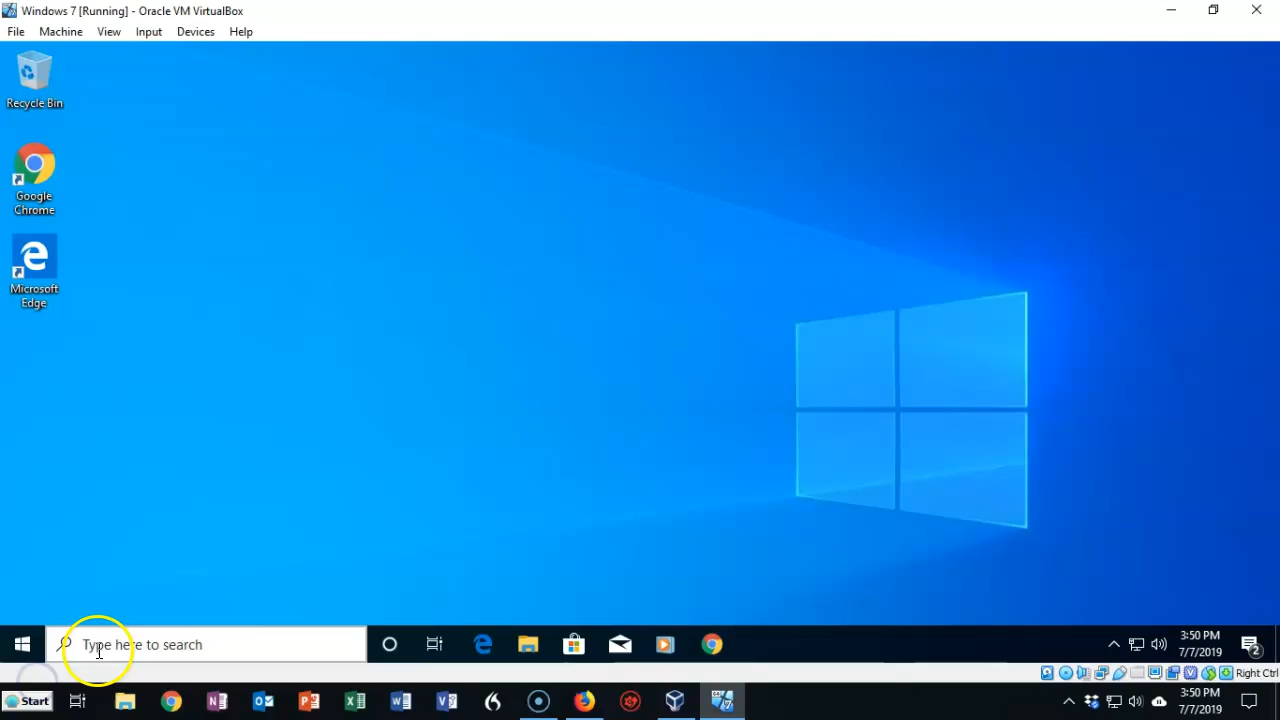 Windows 7 [Running] - Oracle VM VirtualBox
File Machine View Input Devices Help
Recycle Bin
Google
Chrome
Microsoft
Edge
Type here to search
3:50 PM
7/7/2019
2
Right Ctrl
Start
3:50 PM
7/7/2019